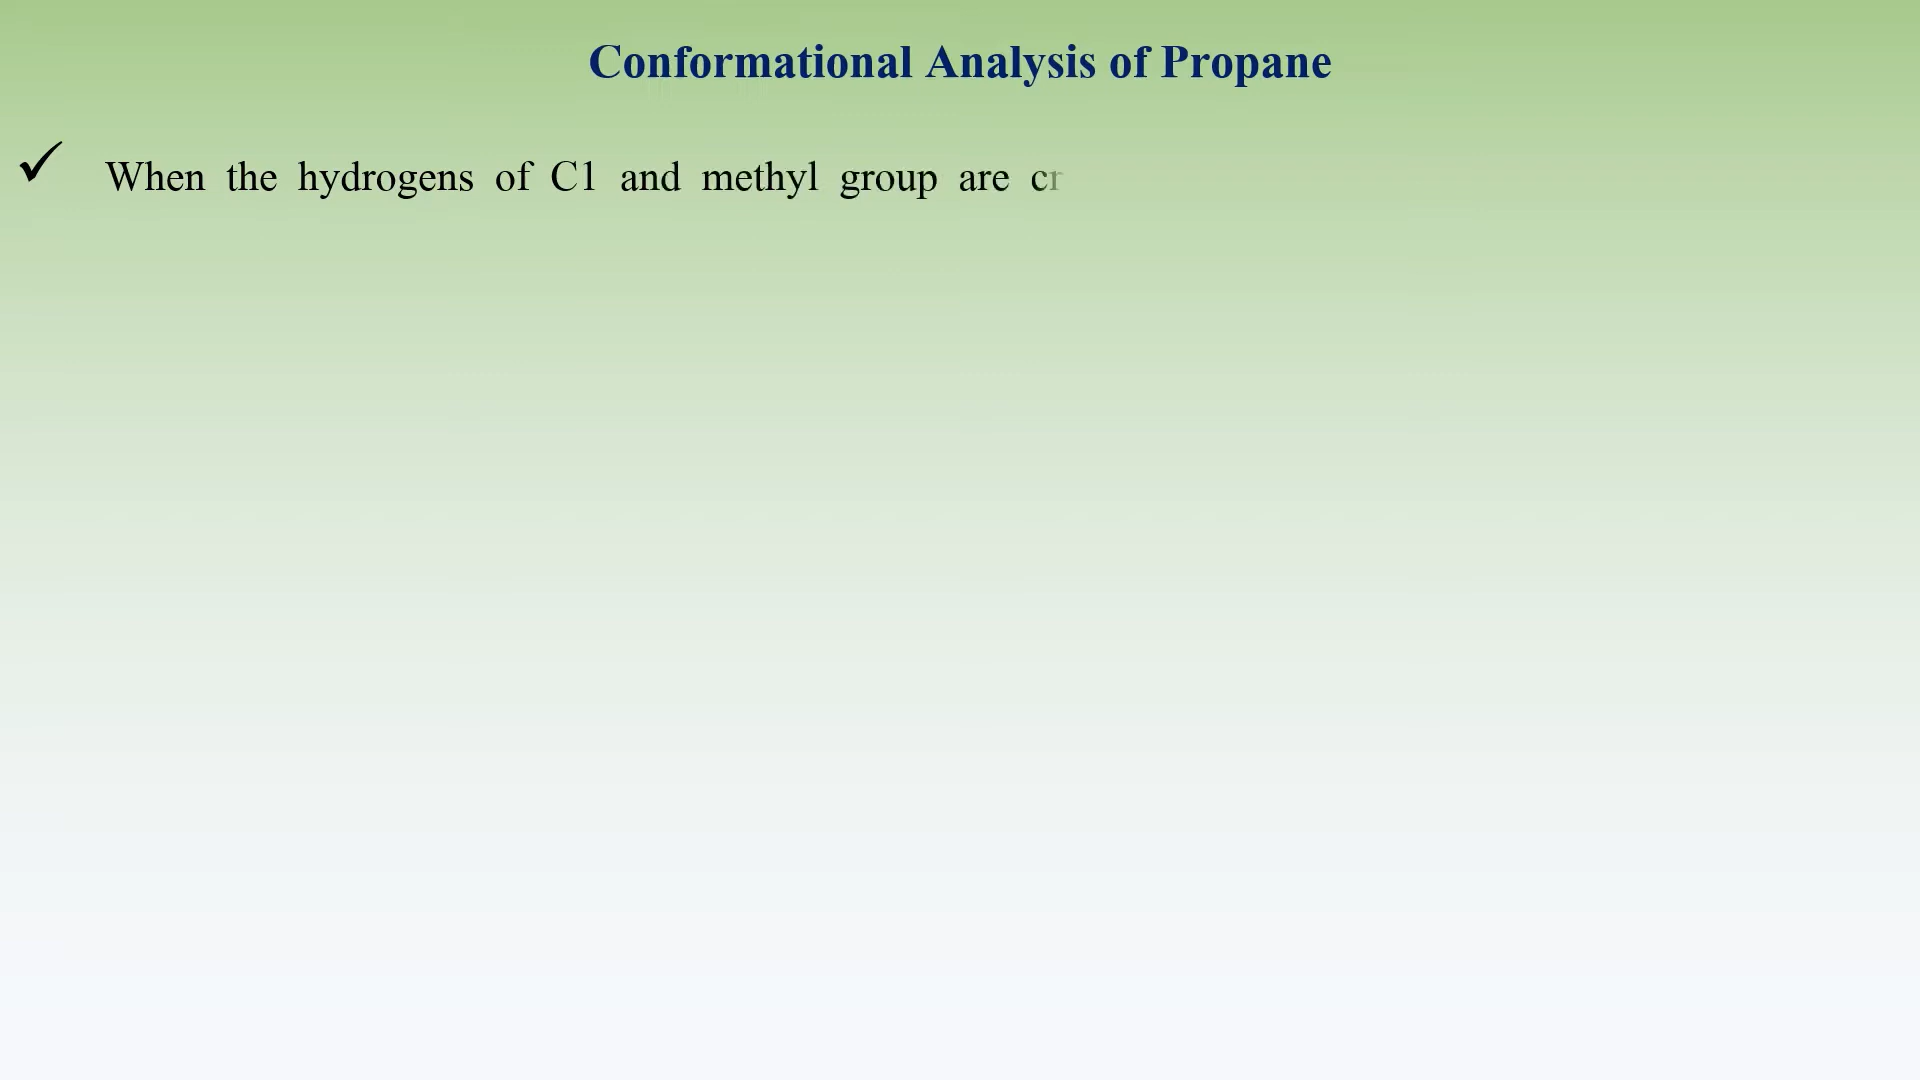 Conformational Analysis of Propane
When the hydrogens of C1 and methyl group are